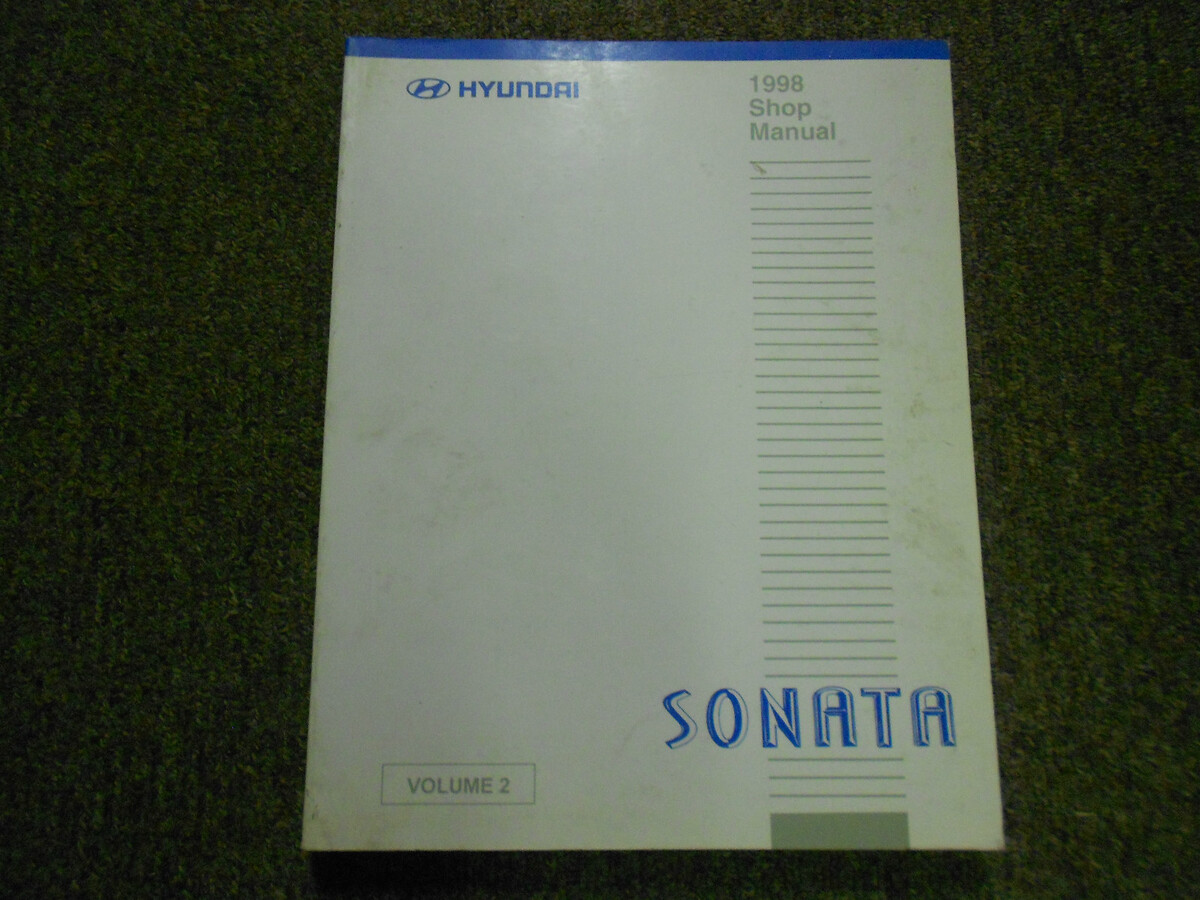 HYUNDAI
1998
Shop
Manual
SONATA
VOLUME 2